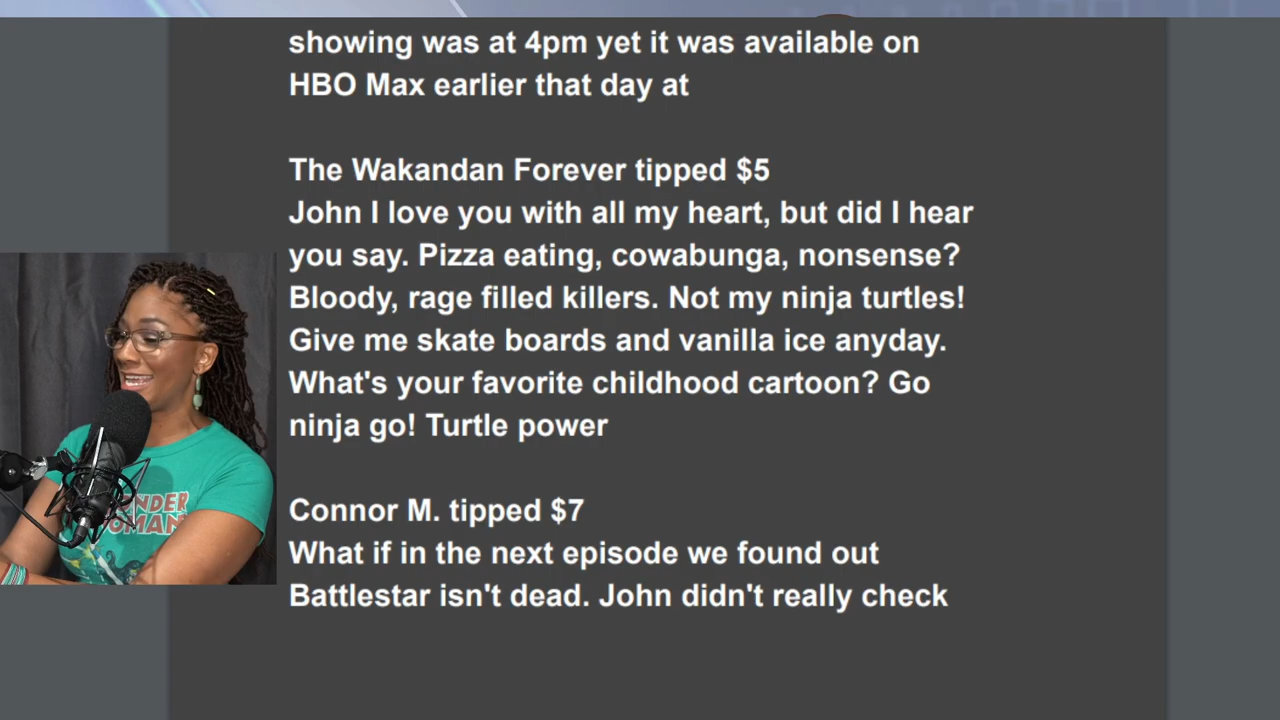 showing was at 4pm yet it was available on
HBO Max earlier that day at
The Wakandan Forever tipped $5
John I love you with all my heart, but did I hear
you say. Pizza eating, cowabunga, nonsense?
Bloody, rage filled killers. Not my ninja turtles!
Give me skate boards and vanilla ice anyday.
What's your favorite childhood cartoon? Go
ninja go! Turtle power
Connor M. tipped $7
What if in the next episode we found out
Battlestar isn't dead. John didn't really check
WONDER
WOMAN